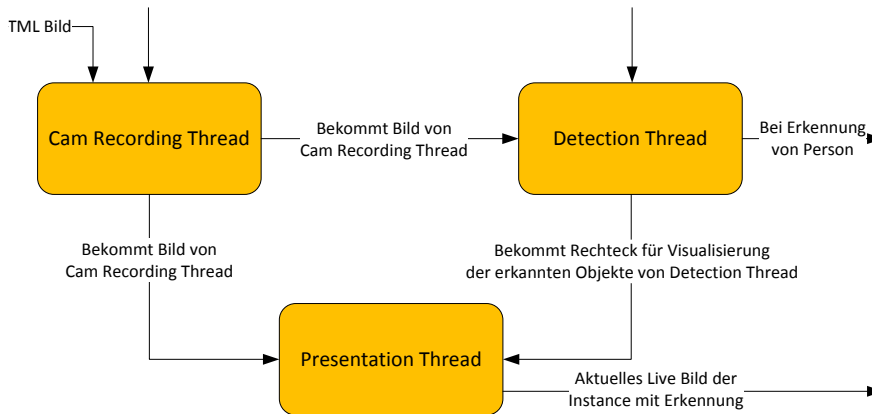 TML Bild
Cam Recording Thread
Bekommt Bild von
Cam Recording Thread
Detection Thread
Bei Erkennung
von Person
Bekommt Bild von
Cam Recording Thread
Bekommt Rechteck für Visualisierung
der erkannten Objekte von Detection Thread
Presentation Thread
Aktuelles Live Bild der
Instance mit Erkennung